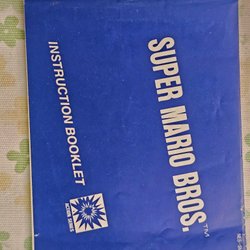 SUPER MARIO BROS.™
INSTRUCTION BOOKLET
ACTION SERIES